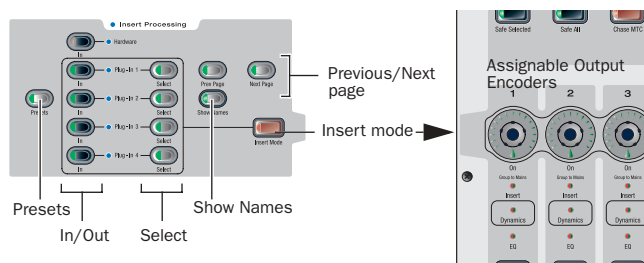 Insert Processing
Hardware
In
Plug-In 1
In
Select
Prev Page
Next Page
Presets
Plug-In 2
In
Select
Show Names
Plug-In 3
In
Select
Insert Mode
Plug-In 4
In
Select
Previous/Next
page
Insert mode
Presets
Show Names
In/Out
Select
Safe Selected
Safe All
Chase MTC
Assignable Output
Encoders
1
2
3
On
On
On
Group to Mains
Group to Mains
Group to Mains
Insert
Insert
Insert
Dynamics
Dynamics
Dynamics
EQ
EQ
EQ